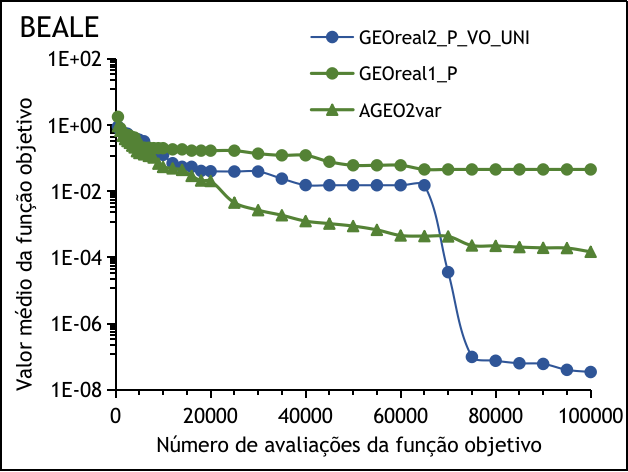 BEALE
GEOreal2_P_VO_UNI
GEOreal1_P
AGEO2var
Valor médio da função objetivo
1E+02
1E+00
1E-02
1E-04
1E-06
1E-08
0 20000 40000 60000 80000 100000
Número de avaliações da função objetivo